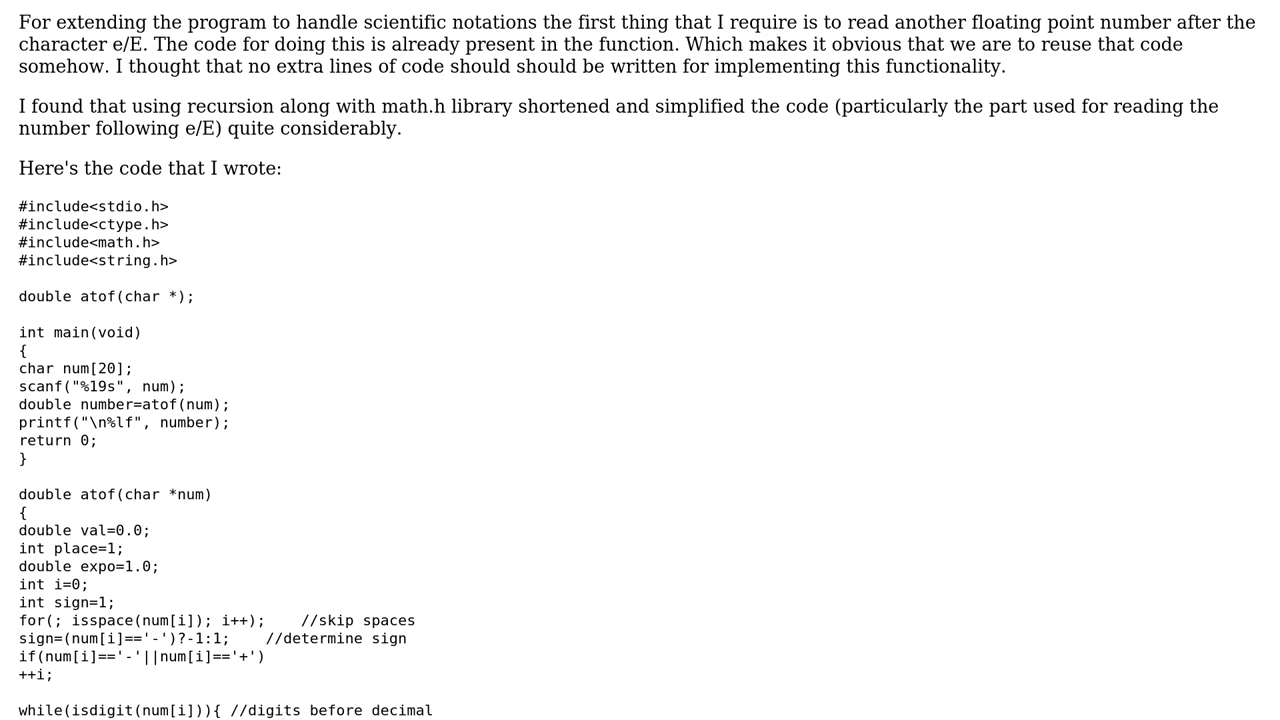 For extending the program to handle scientific notations the first thing that I require is to read another floating point number after the
character e/E. The code for doing this is already present in the function. Which makes it obvious that we are to reuse that code
somehow. I thought that no extra lines of code should should be written for implementing this functionality.
I found that using recursion along with math.h library shortened and simplified the code (particularly the part used for reading the
number following e/E) quite considerably.
Here's the code that I wrote:
#include<stdio.h>
#include<ctype.h>
#include<math.h>
#include<string.h>
double atof(char *);
int main(void)
{
char num[20];
scanf("%19s", num);
double number=atof(num);
printf("\n%lf", number);
return 0;
}
double atof(char *num)
{
double val=0.0;
int place=1;
double expo=1.0;
int i=0;
int sign=1;
for(; isspace(num[i]); i++);    //skip spaces
sign=(num[i]=='-')?-1:1;    //determine sign
if(num[i]=='-'||num[i]=='+')
++i;
while(isdigit(num[i])){ //digits before decimal